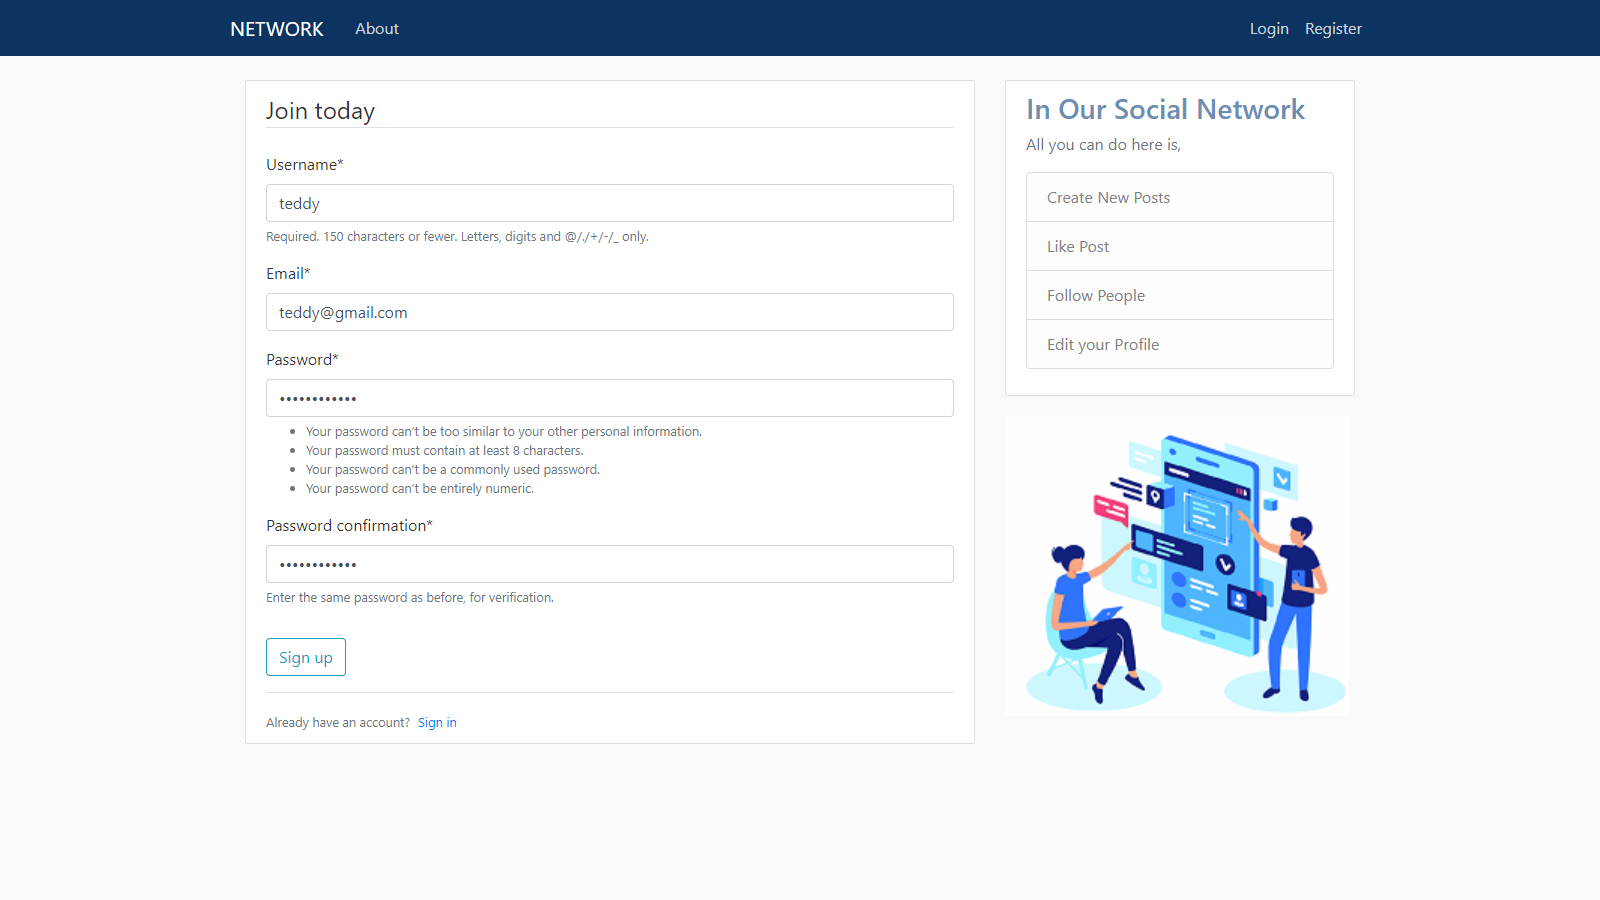 NETWORK About Login Register
Join today
Username*
teddy
Required. 150 characters or fewer. Letters, digits and @/./+/-/_ only.
Email*
teddy@gmail.com
Password*
••••••••••••
• Your password can’t be too similar to your other personal information.
• Your password must contain at least 8 characters.
• Your password can’t be a commonly used password.
• Your password can’t be entirely numeric.
Password confirmation*
••••••••••••
Enter the same password as before, for verification.
Sign up
Already have an account? Sign in
In Our Social Network
All you can do here is,
Create New Posts
Like Post
Follow People
Edit your Profile